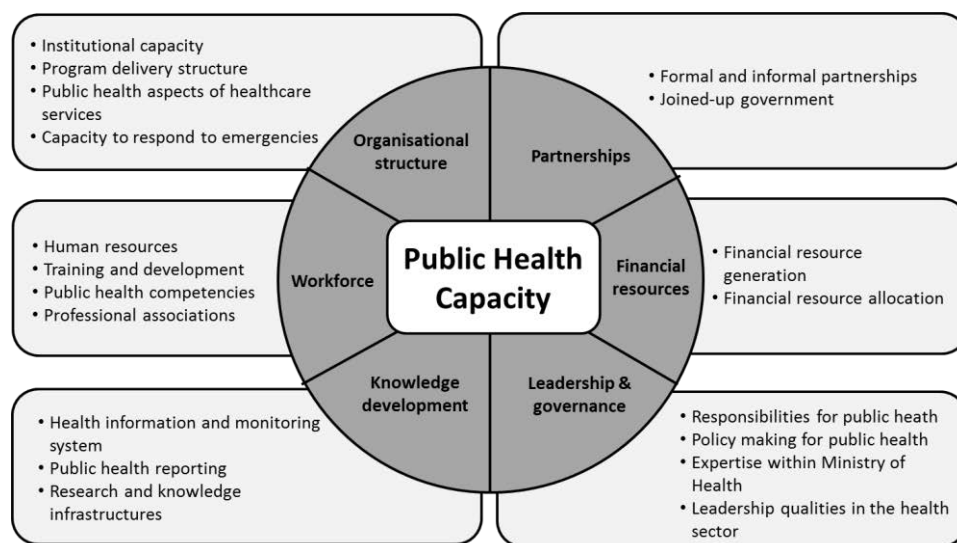 • Institutional capacity
• Program delivery structure
• Public health aspects of healthcare
services
• Capacity to respond to emergencies
• Formal and informal partnerships
• Joined-up government
Organisational
structure
Partnerships
• Human resources
• Training and development
• Public health competencies
• Professional associations
Workforce
Public Health
Capacity
Financial
resources
• Financial resource
generation
• Financial resource allocation
Knowledge
development
Leadership &
governance
• Health information and monitoring
system
• Public health reporting
• Research and knowledge
infrastructures
• Responsibilities for public heath
• Policy making for public health
• Expertise within Ministry of
Health
• Leadership qualities in the health
sector